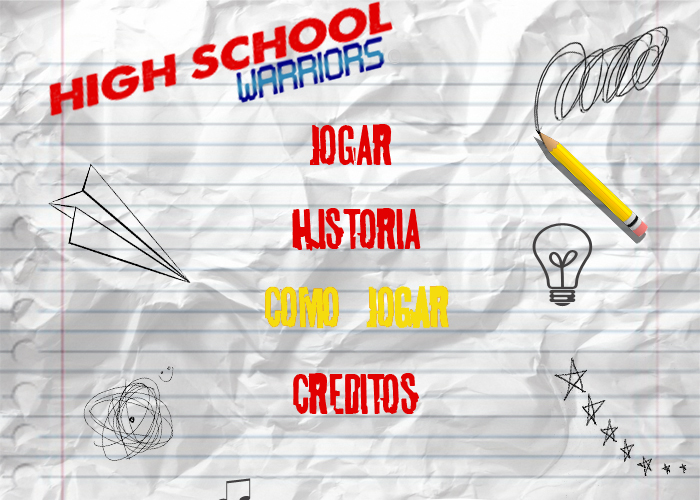 HIGH SCHOOL
WARRIORS
JOGAR
HISTORIA
COMO JOGAR
CREDITOS